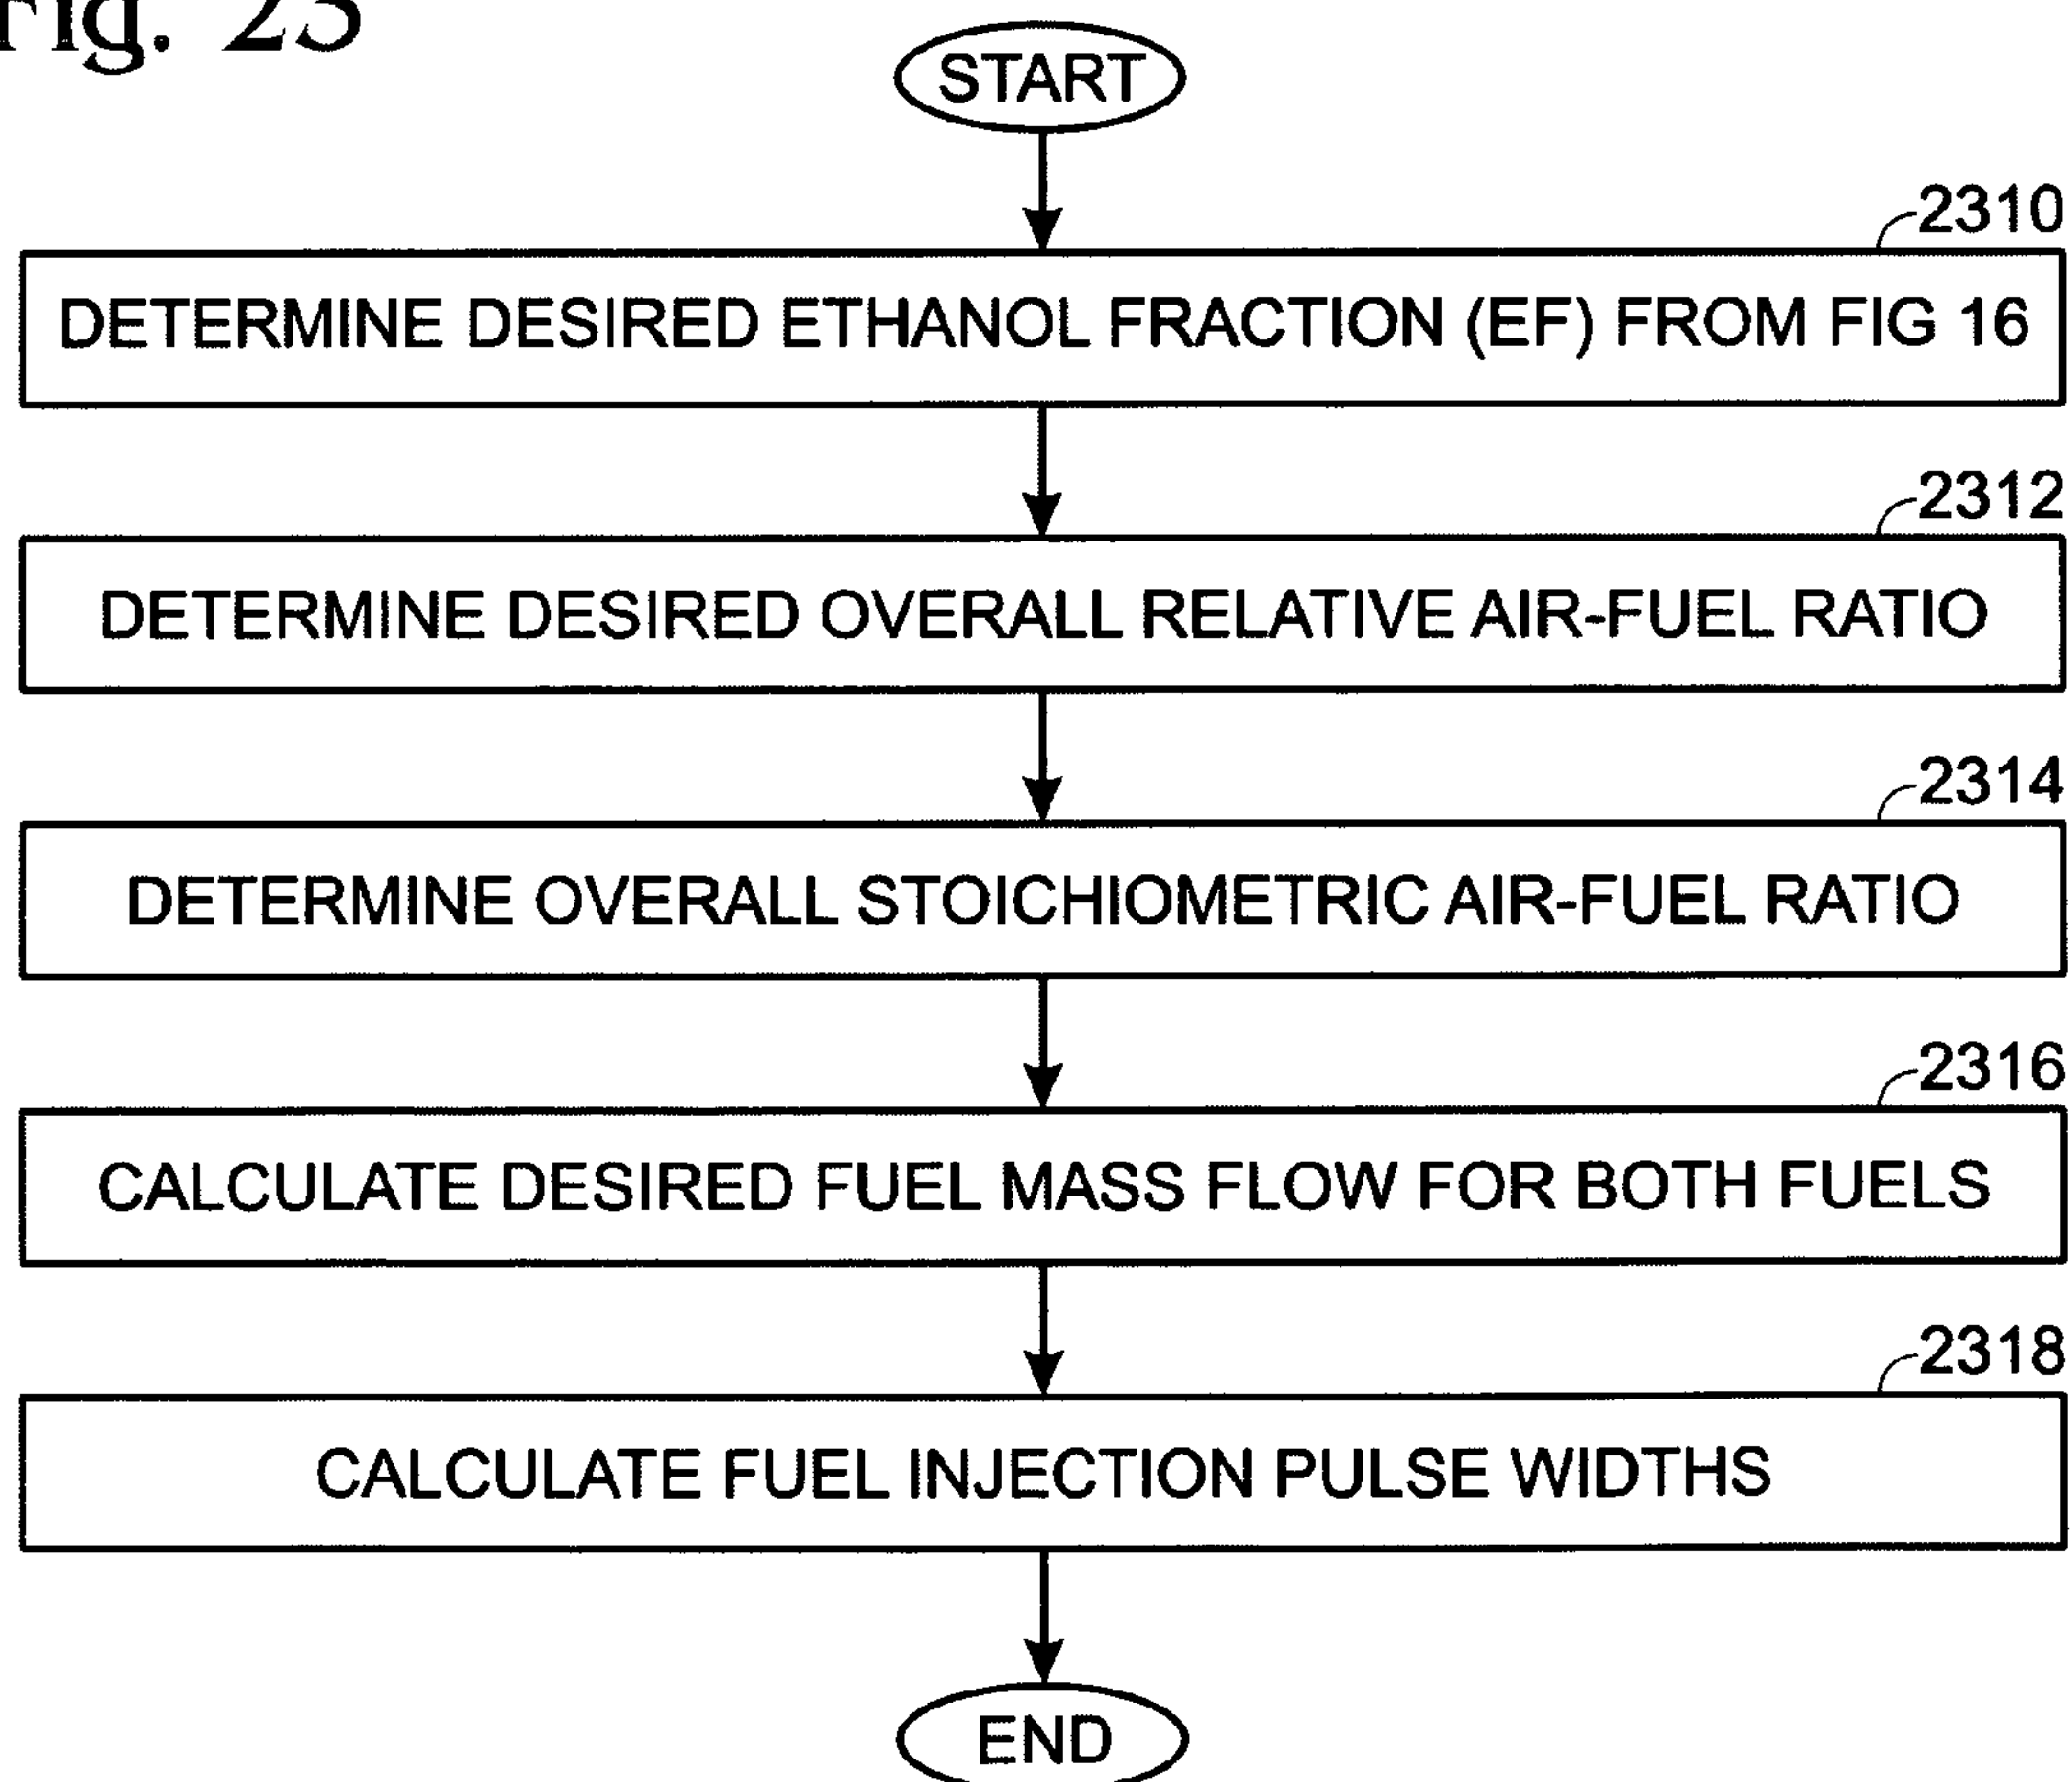 Fig. 23
START
2310
DETERMINE DESIRED ETHANOL FRACTION (EF) FROM FIG 16
2312
DETERMINE DESIRED OVERALL RELATIVE AIR-FUEL RATIO
2314
DETERMINE OVERALL STOICHIOMETRIC AIR-FUEL RATIO
2316
CALCULATE DESIRED FUEL MASS FLOW FOR BOTH FUELS
2318
CALCULATE FUEL INJECTION PULSE WIDTHS
END